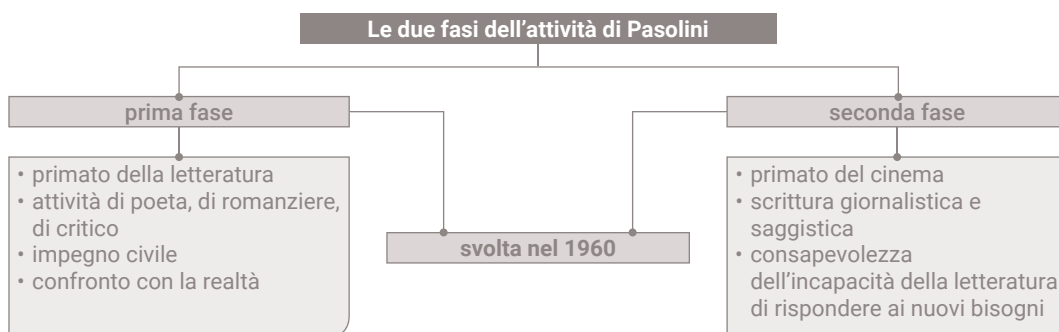 Le due fasi dell'attività di Pasolini
prima fase
• primato della letteratura
• attività di poeta, di romanziere,
di critico
• impegno civile
• confronto con la realtà
svolta nel 1960
seconda fase
• primato del cinema
• scrittura giornalistica e
saggistica
• consapevolezza
dell'incapacità della letteratura
di rispondere ai nuovi bisogni